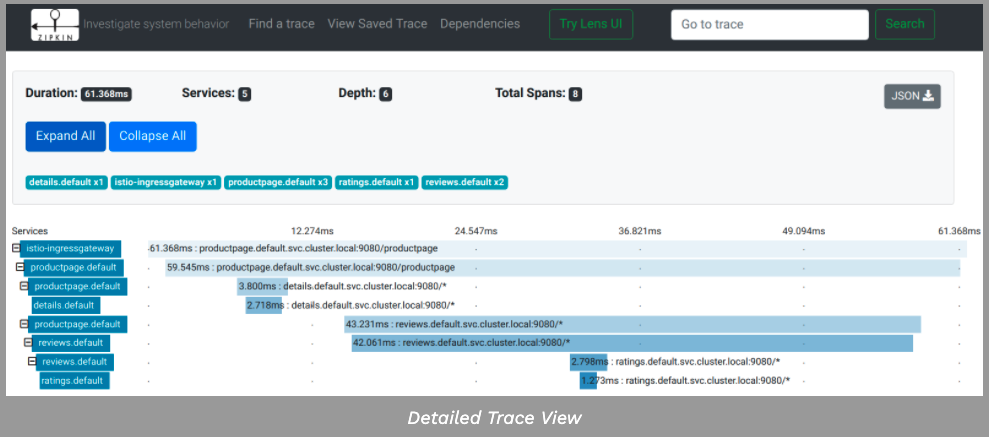 ZIPKIN Investigate system behavior Find a trace View Saved Trace Dependencies Try Lens UI Go to trace Search
Duration: 61.368ms Services: 5 Depth: 6 Total Spans: 8 JSON
Expand All Collapse All
details.default x1 istio-ingressgateway x1 productpage.default x3 ratings.default x1 reviews.default x2
Services 12.274ms 24.547ms 36.821ms 49.094ms 61.368ms
istio-ingressgateway 61.368ms : productpage.default.svc.cluster.local:9080/productpage
productpage.default 59.545ms : productpage.default.svc.cluster.local:9080/productpage
productpage.default 3.800ms : details.default.svc.cluster.local:9080/*
details.default 2.718ms : details.default.svc.cluster.local:9080/*
productpage.default 43.231ms : reviews.default.svc.cluster.local:9080/*
reviews.default 42.061ms : reviews.default.svc.cluster.local:9080/*
reviews.default 2.798ms : ratings.default.svc.cluster.local:9080/*
ratings.default 1.273ms : ratings.default.svc.cluster.local:9080/*
Detailed Trace View